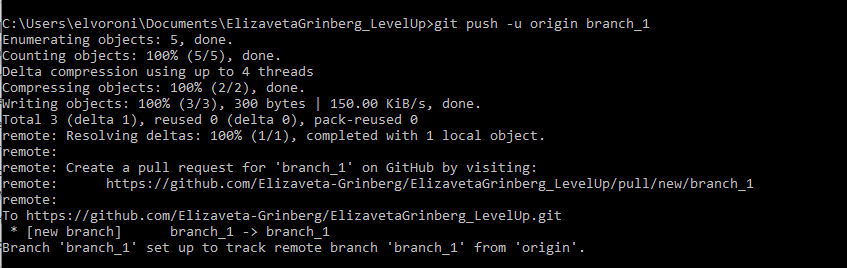 C:\Users\elvoroni\Documents\ElizavetaGrinberg_LevelUp>git push -u origin branch_1
Enumerating objects: 5, done.
Counting objects: 100% (5/5), done.
Delta compression using up to 4 threads
Compressing objects: 100% (2/2), done.
Writing objects: 100% (3/3), 300 bytes | 150.00 KiB/s, done.
Total 3 (delta 1), reused 0 (delta 0), pack-reused 0
remote: Resolving deltas: 100% (1/1), completed with 1 local object.
remote:
remote: Create a pull request for 'branch_1' on GitHub by visiting:
remote:      https://github.com/Elizaveta-Grinberg/ElizavetaGrinberg_LevelUp/pull/new/branch_1
remote:
To https://github.com/Elizaveta-Grinberg/ElizavetaGrinberg_LevelUp.git
 * [new branch]      branch_1 -> branch_1
Branch 'branch_1' set up to track remote branch 'branch_1' from 'origin'.